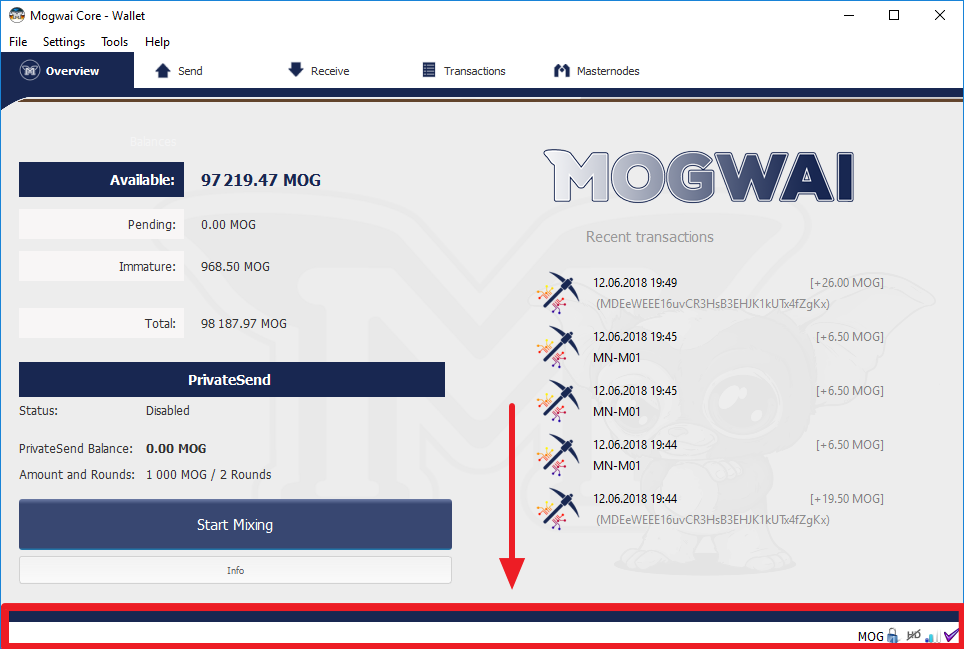 Mogwai Core - Wallet
File Settings Tools Help
Overview Send Receive Transactions Masternodes
Balances
Available: 97 219.47 MOG
Pending: 0.00 MOG
Immature: 968.50 MOG
Total: 98 187.97 MOG
PrivateSend
Status: Disabled
PrivateSend Balance: 0.00 MOG
Amount and Rounds: 1 000 MOG / 2 Rounds
Start Mixing
Info
MOGWAI
Recent transactions
12.06.2018 19:49 [+26.00 MOG]
(MDEeWEEE16uvCR3HsB3EHJK1kUTx4fZgKx)
12.06.2018 19:45 [+6.50 MOG]
MN-M01
12.06.2018 19:45 [+6.50 MOG]
MN-M01
12.06.2018 19:44 [+6.50 MOG]
MN-M01
12.06.2018 19:44 [+19.50 MOG]
(MDEeWEEE16uvCR3HsB3EHJK1kUTx4fZgKx)
MOG HD